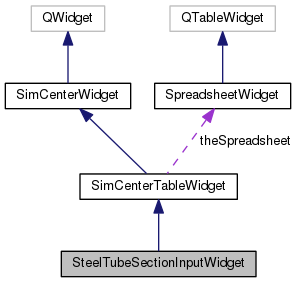 QWidget
QTableWidget
SimCenterWidget
SpreadsheetWidget
theSpreadsheet
SimCenterTableWidget
SteelTubeSectionInputWidget